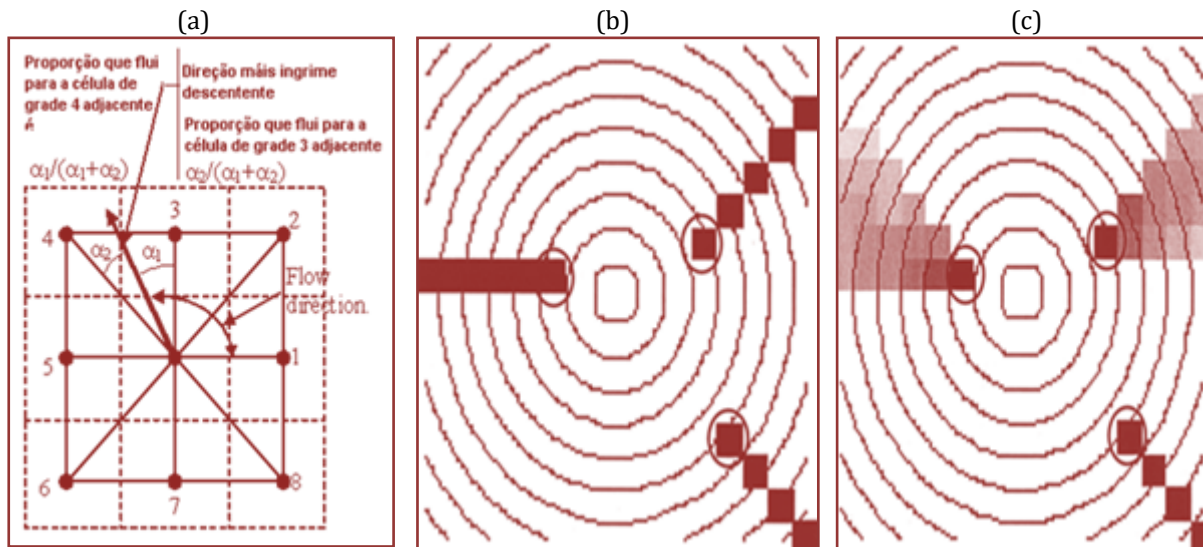 (a)
(b)
(c)
Proporção que flui
para a célula de
grade 4 adjacente
Direção máis ingrime
descentente
Proporção que flui para a
célula de grade 3 adjacente
α1/(α1+α2)
α2/(α1+α2)
3
2
4
α2
α1
Flow
direction.
5
1
6
7
8